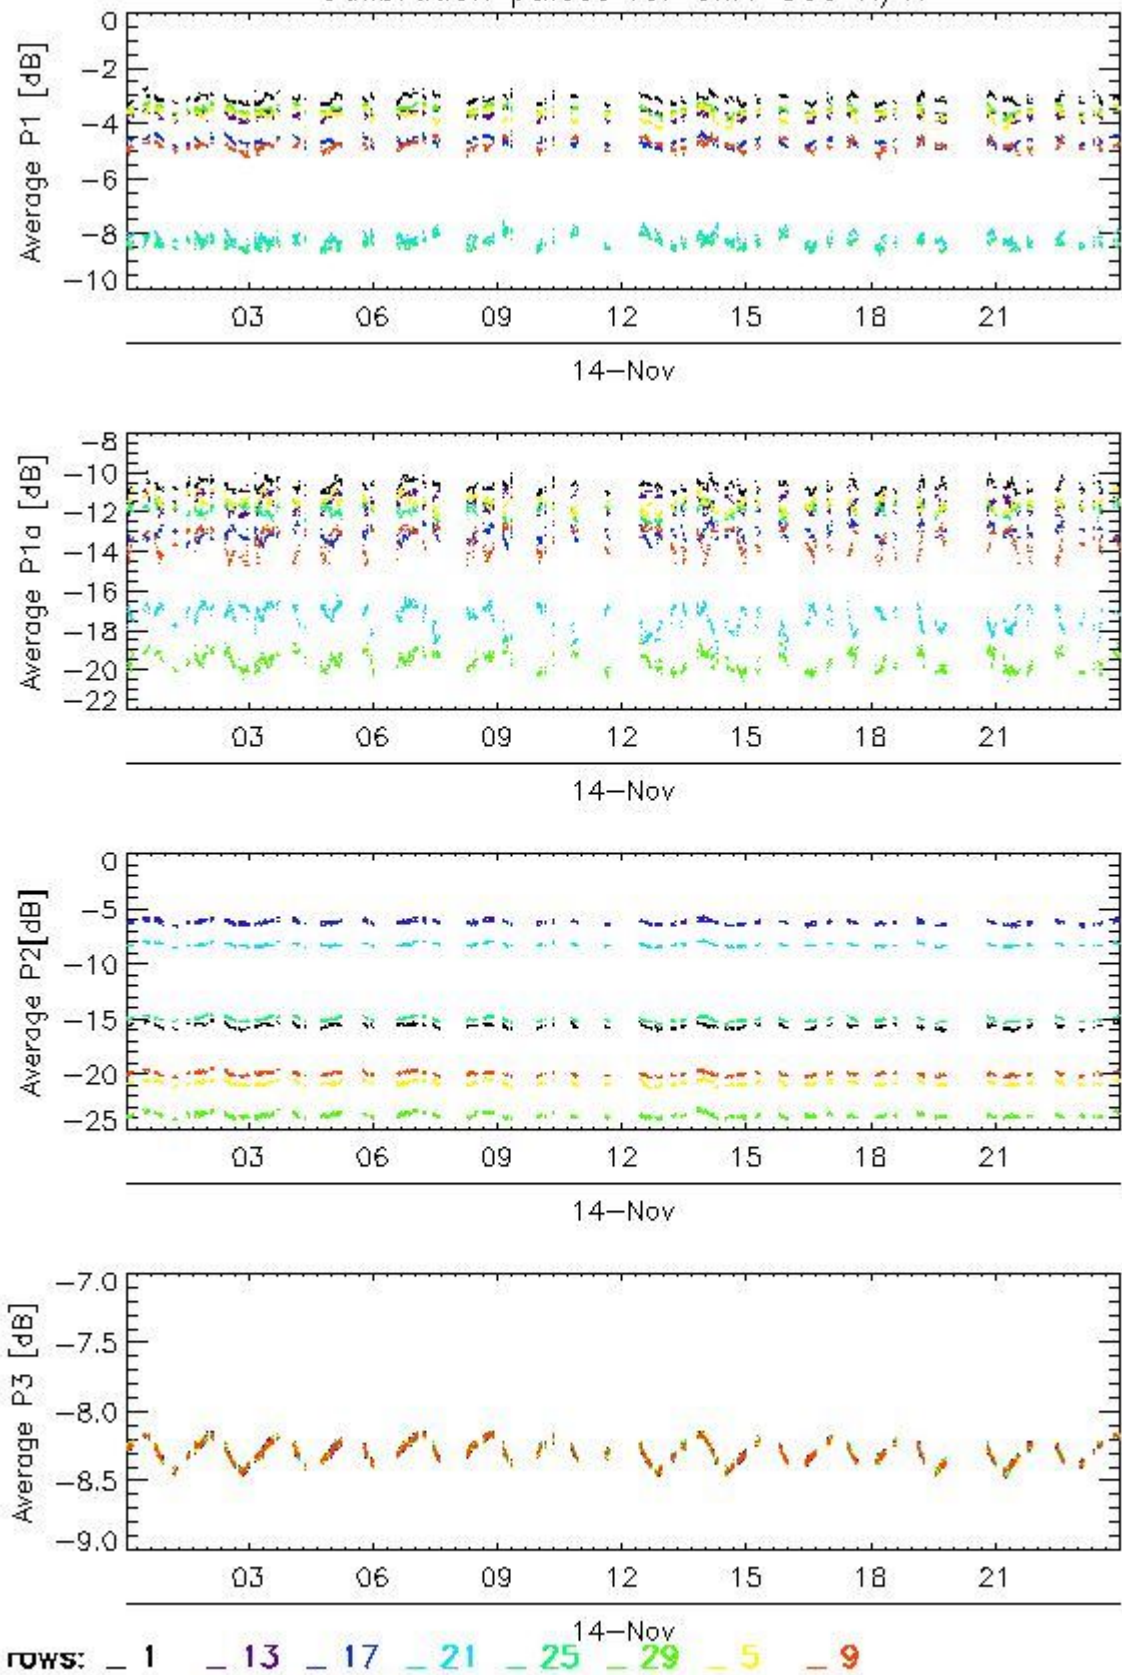 0
−2
−4
−6
−8
−10
Average P1 [dB]
03 06 09 12 15 18 21
14−Nov
−8
−10
−12
−14
−16
−18
−20
−22
Average P1a [dB]
03 06 09 12 15 18 21
14−Nov
0
−5
−10
−15
−20
−25
Average P2[dB]
03 06 09 12 15 18 21
14−Nov
−7.0
−7.5
−8.0
−8.5
−9.0
Average P3 [dB]
03 06 09 12 15 18 21
14−Nov
rows: _ 1 _ 13 _ 17 _ 21 _ 25 _ 29 _ 5 _ 9